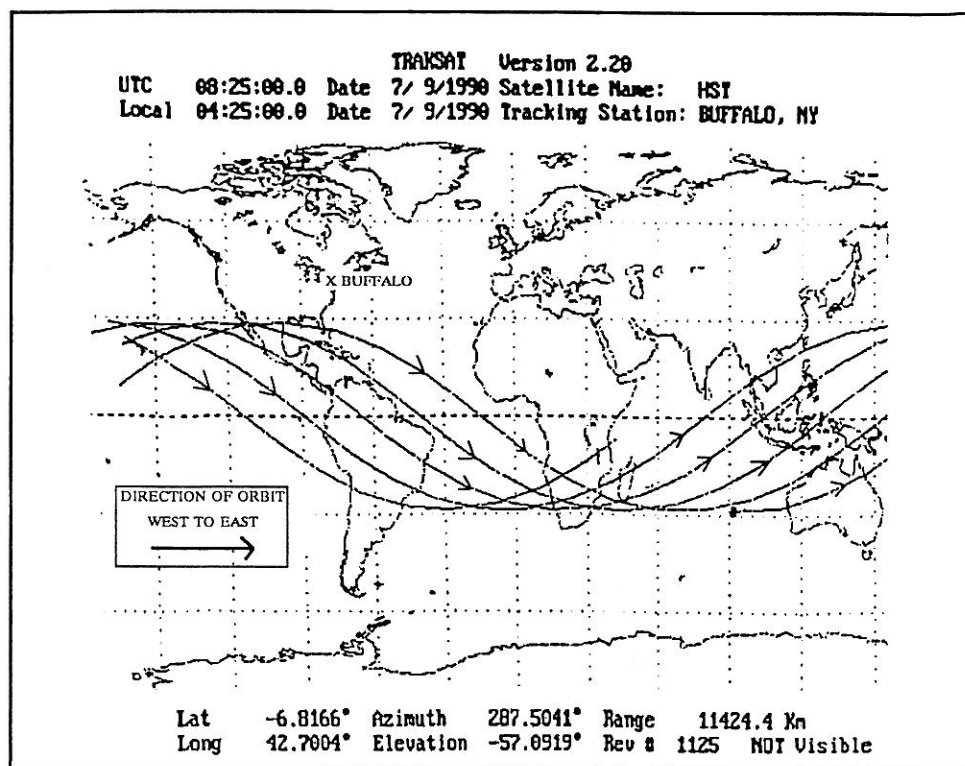 TRAKSAT Version 2.20
UTC 08:25:00.0 Date 7/ 9/1990 Satellite Name: HST
Local 04:25:00.0 Date 7/ 9/1990 Tracking Station: BUFFALO, NY
X BUFFALO
DIRECTION OF ORBIT
WEST TO EAST
Lat -6.8166° Azimuth 287.5041° Range 11424.4 Km
Long 42.7004° Elevation -57.0919° Rev # 1125 NOT Visible